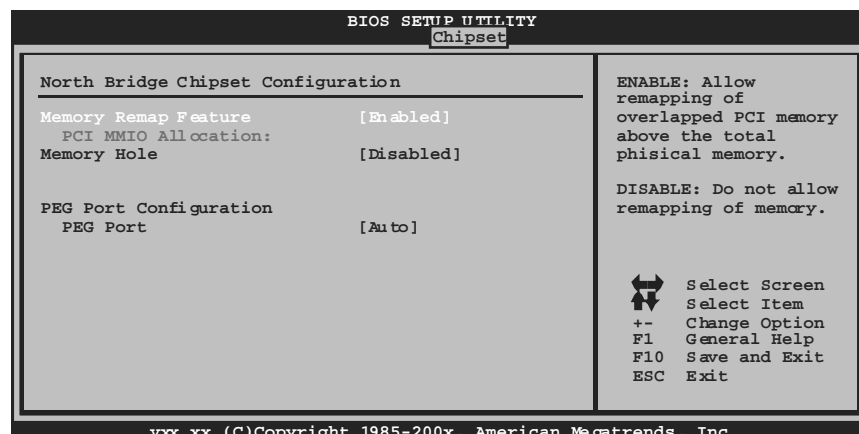 BIOS SETUP UTILITY
Chipset
North Bridge Chipset Configuration
Memory Remap Feature [Enabled]
PCI MMIO Allocation:
Memory Hole [Disabled]
PEG Port Configuration
PEG Port [Auto]
ENABLE: Allow
remapping of
overlapped PCI memory
above the total
phisical memory.
DISABLE: Do not allow
remapping of memory.
Select Screen
Select Item
+- Change Option
F1 General Help
F10 Save and Exit
ESC Exit
vxx.xx (C)Copyright 1985-200x, American Megatrends, Inc.